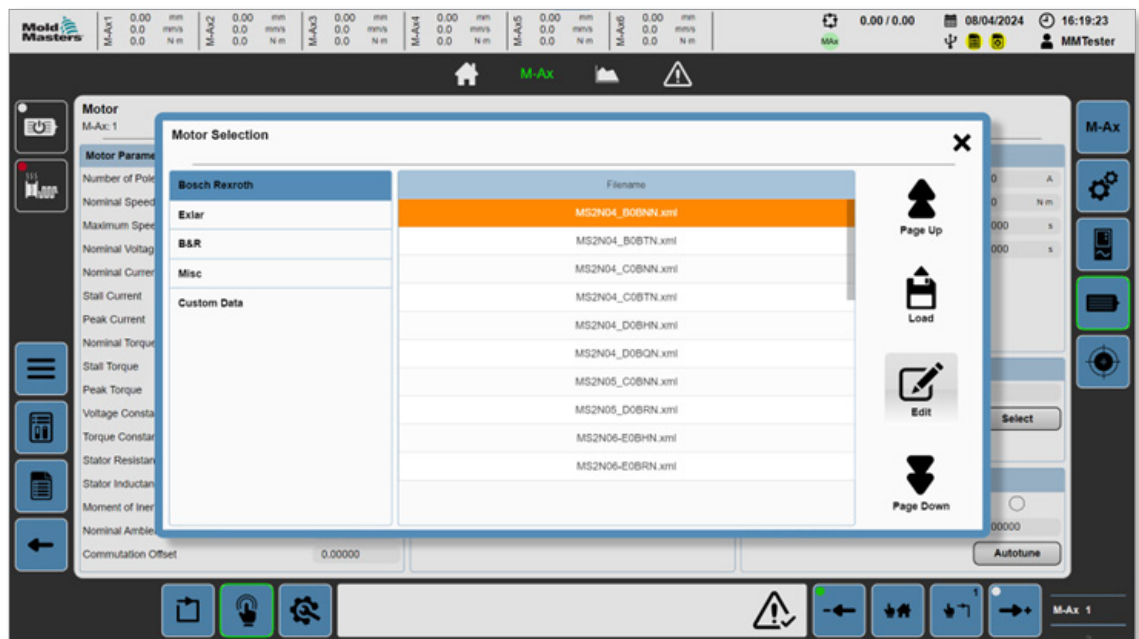 Mold
Masters
M-Ax1 0.00 mm 0.0 mm/s 0.0 N m
M-Ax2 0.00 mm 0.0 mm/s 0.0 N m
M-Ax3 0.00 mm 0.0 mm/s 0.0 N m
M-Ax4 0.00 mm 0.0 mm/s 0.0 N m
M-Ax5 0.00 mm 0.0 mm/s 0.0 N m
M-Ax6 0.00 mm 0.0 mm/s 0.0 N m
MAx
0.00 / 0.00
08/04/2024 16:19:23
MMTester
M-Ax
Motor
M-Ax: 1
Motor Parame
Number of Pole
Nominal Speed
Maximum Spee
Nominal Voltag
Nominal Curren
Stall Current
Peak Current
Nominal Torque
Stall Torque
Peak Torque
Voltage Consta
Torque Constan
Stator Resistan
Stator Inductan
Moment of Iner
Nominal Ambie
Commutation Offset 0.00000
Motor Selection
Bosch Rexroth
Exlar
B&R
Misc
Custom Data
Filename
MS2N04_B0BNN.xml
MS2N04_B0BTN.xml
MS2N04_C0BNN.xml
MS2N04_C0BTN.xml
MS2N04_D0BHN.xml
MS2N04_D0BQN.xml
MS2N05_C0BNN.xml
MS2N05_D0BRN.xml
MS2N06-E0BHN.xml
MS2N06-E0BRN.xml
Page Up
Load
Edit
Page Down
0 A
0 N m
000 s
000 s
Select
00000
Autotune
M-Ax
1
M-Ax 1